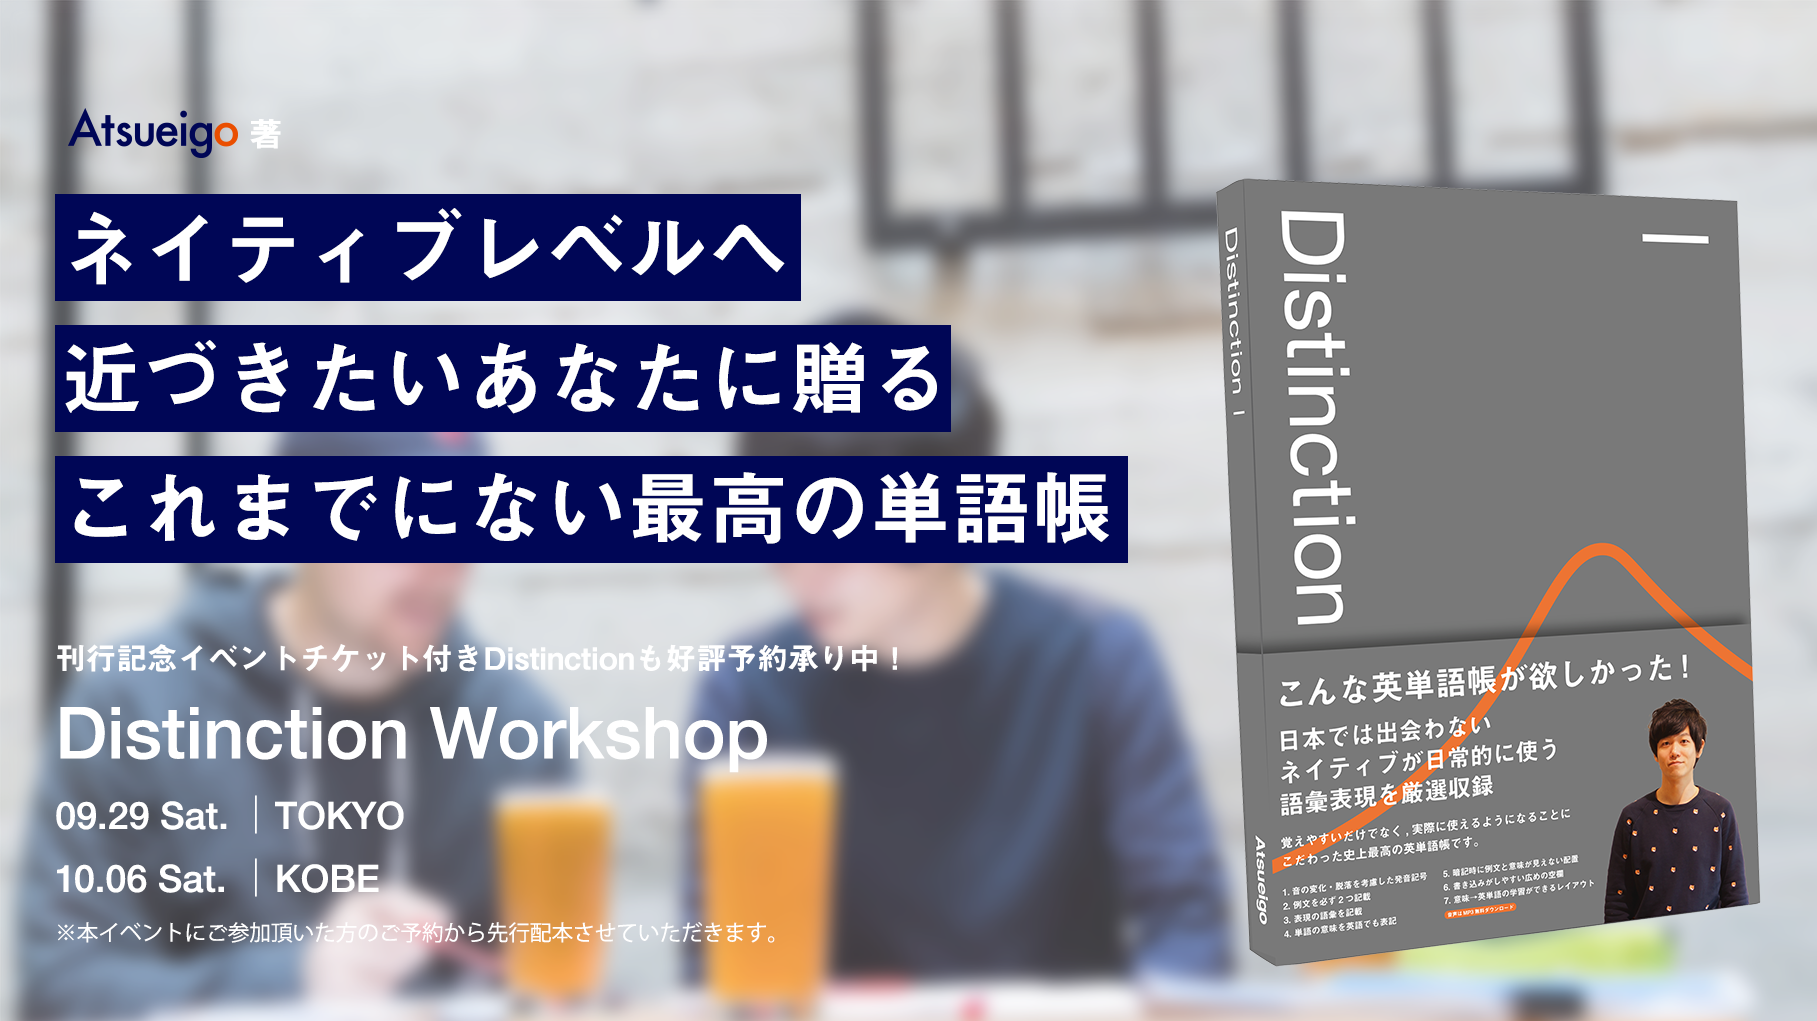 Atsueigo 著
ネイティブレベルへ
近づきたいあなたに贈る
これまでにない最高の単語帳
刊行記念イベントチケット付きDistinctionも好評予約承り中！
Distinction Workshop
09.29 Sat. | TOKYO
10.06 Sat. | KOBE
※本イベントにご参加頂いた方のご予約から先行配本させていただきます。
Distinction I
Atsueigo
Distinction
I
こんな英単語帳が欲しかった！
日本では出会わない
ネイティブが日常的に使う
語彙表現を厳選収録
覚えやすいだけでなく，実際に使えるようになることに
こだわった史上最高の英単語帳です。
1. 音の変化・脱落を考慮した発音記号
2. 例文を必ず2つ記載
3. 表現の語彙を記載
4. 単語の意味を英語でも表記
5. 暗記時に例文と意味が見えない配置
6. 書き込みがしやすい広めの空欄
7. 意味→英単語の学習ができるレイアウト
音声はMP3無料ダウンロード